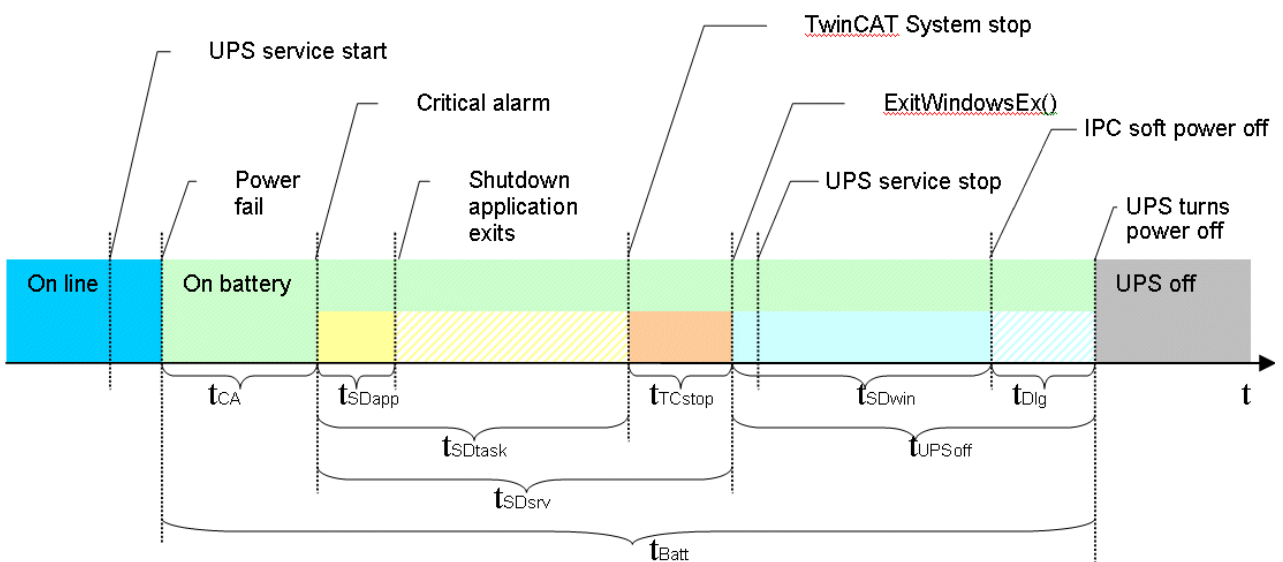 TwinCAT System stop
UPS service start
Critical alarm
ExitWindowsEx()
IPC soft power off
Power
fail
Shutdown
application
exits
UPS service stop
UPS turns
power off
On line
On battery
UPS off
tCA
tSDapp
tTCstop
tSDwin
tDlg
t
tSDtask
tUPSoff
tSDsrv
tBatt